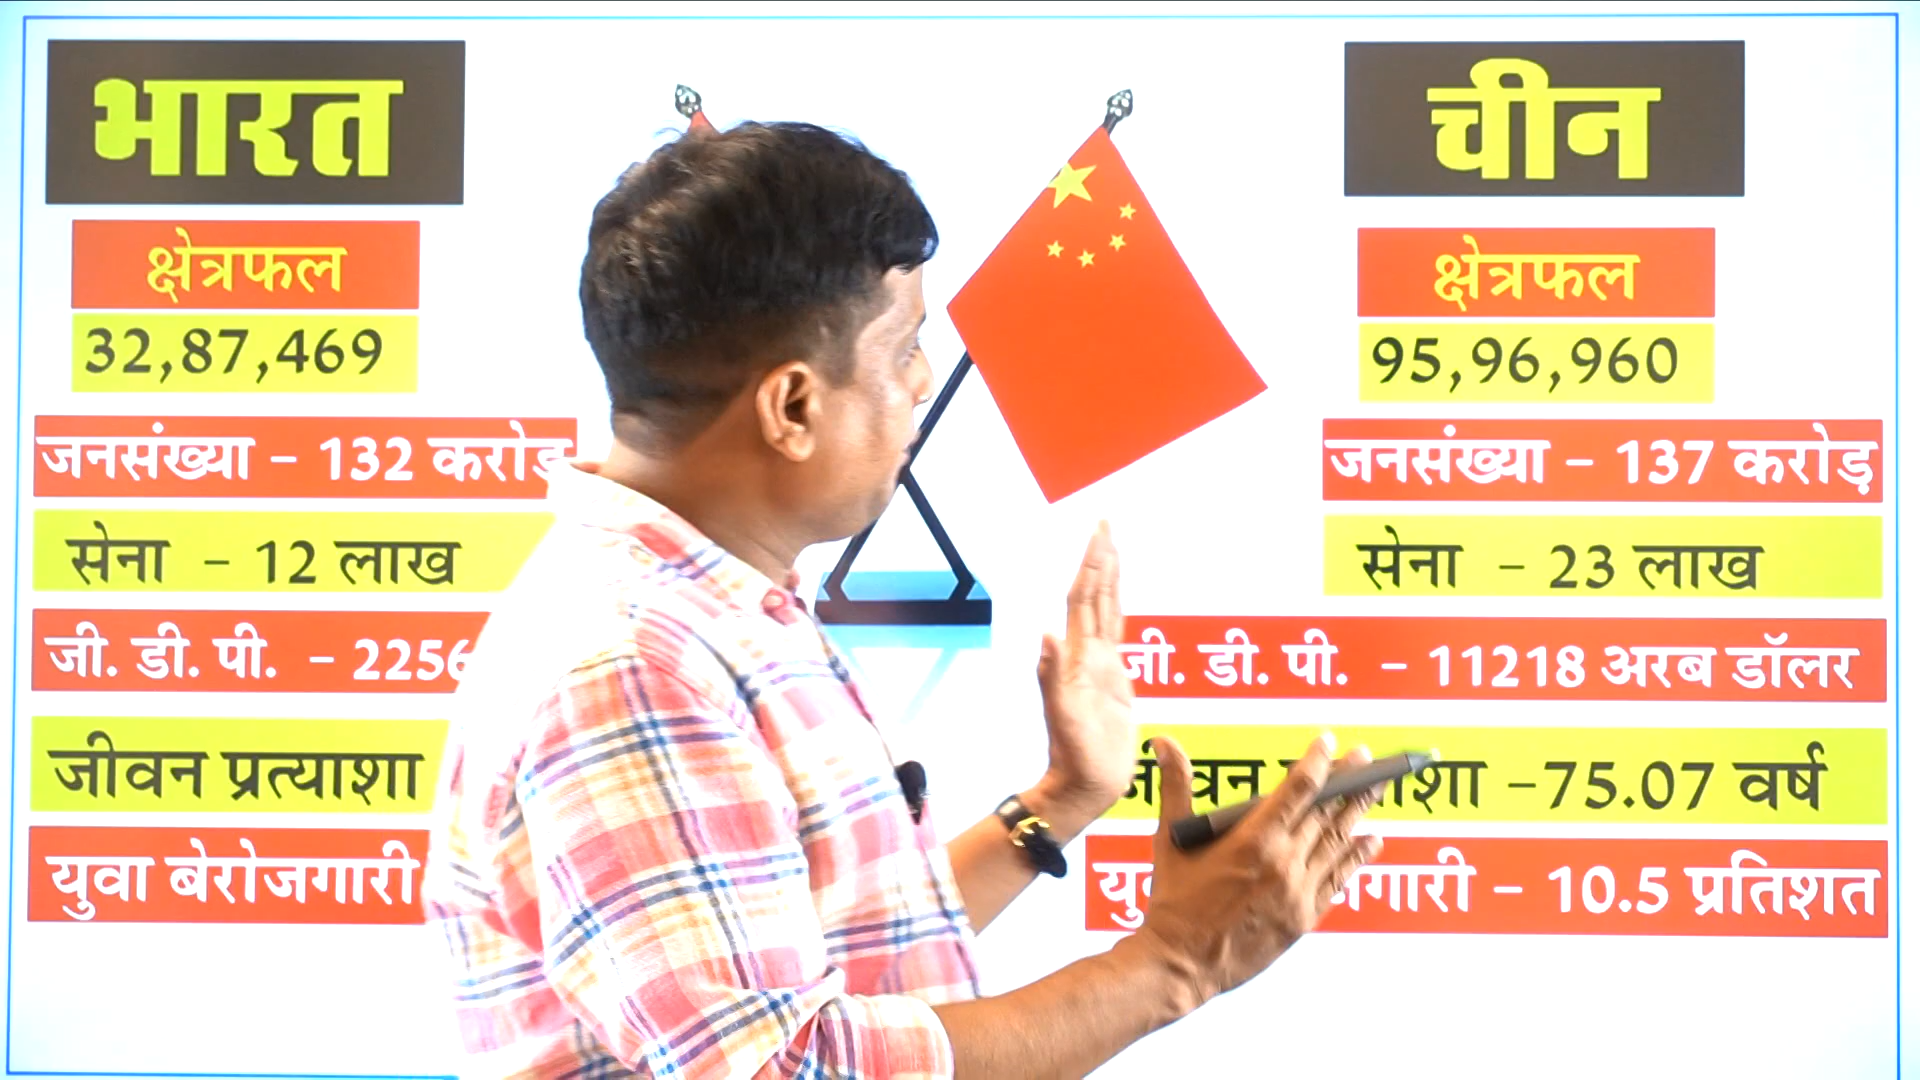 भारत
क्षेत्रफल
32,87,469
जनसंख्या – 132 करोड़
सेना – 12 लाख
जी. डी. पी. – 2256
जीवन प्रत्याशा
युवा बेरोजगारी
चीन
क्षेत्रफल
95,96,960
जनसंख्या – 137 करोड़
सेना – 23 लाख
जी. डी. पी. – 11218 अरब डॉलर
–75.07 वर्ष
– 10.5 प्रतिशत